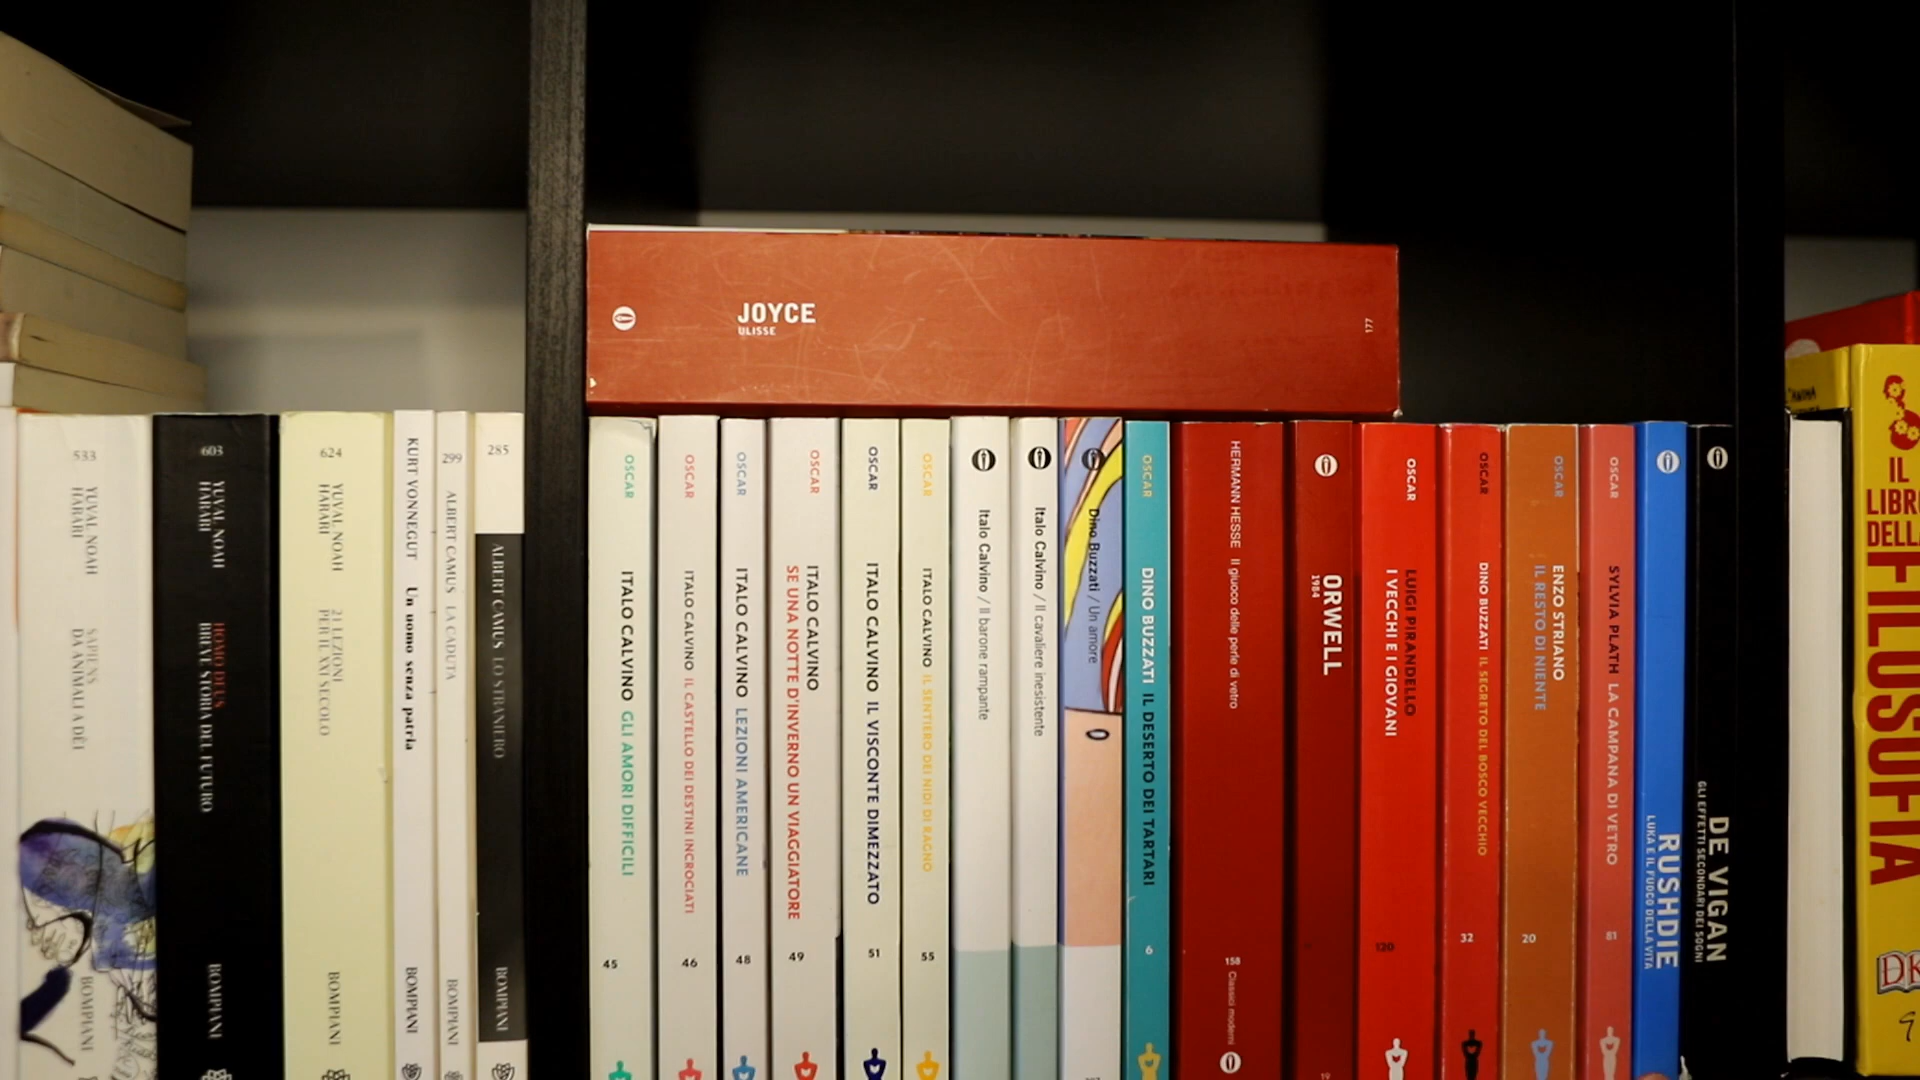 JOYCE
ULISSE
177
533
YUVAL NOAH
HARARI
SAPIENS
DA ANIMALI A DÈI
BOMPIANI
603
YUVAL NOAH
HARARI
HOMO DEUS
BREVE STORIA DEL FUTURO
BOMPIANI
624
YUVAL NOAH
HARARI
21 LEZIONI
PER IL XXI SECOLO
BOMPIANI
KURT VONNEGUT Un uomo senza patria
BOMPIANI
299
ALBERT CAMUS LA CADUTA
BOMPIANI
285
ALBERT CAMUS LO STRANIERO
BOMPIANI
OSCAR
ITALO CALVINO GLI AMORI DIFFICILI
45
OSCAR
ITALO CALVINO IL CASTELLO DEI DESTINI INCROCIATI
46
OSCAR
ITALO CALVINO LEZIONI AMERICANE
48
OSCAR
ITALO CALVINO
SE UNA NOTTE D'INVERNO UN VIAGGIATORE
49
OSCAR
ITALO CALVINO IL VISCONTE DIMEZZATO
51
OSCAR
ITALO CALVINO IL SENTIERO DEI NIDI DI RAGNO
55
Italo Calvino / Il barone rampante
Italo Calvino / Il cavaliere inesistente
Dino Buzzati / Un amore
OSCAR
DINO BUZZATI IL DESERTO DEI TARTARI
6
HERMANN HESSE Il giuoco delle perle di vetro
158
Classici moderni
ORWELL
1984
19
OSCAR
LUIGI PIRANDELLO
I VECCHI E I GIOVANI
120
OSCAR
DINO BUZZATI IL SEGRETO DEL BOSCO VECCHIO
32
OSCAR
ENZO STRIANO
IL RESTO DI NIENTE
20
OSCAR
SYLVIA PLATH LA CAMPANA DI VETRO
81
RUSHDIE
LUKA E IL FUOCO DELLA VITA
DE VIGAN
GLI EFFETTI SECONDARI DEI SOGNI
IL
LIBRO
DELLA
FILOSOFIA
DK